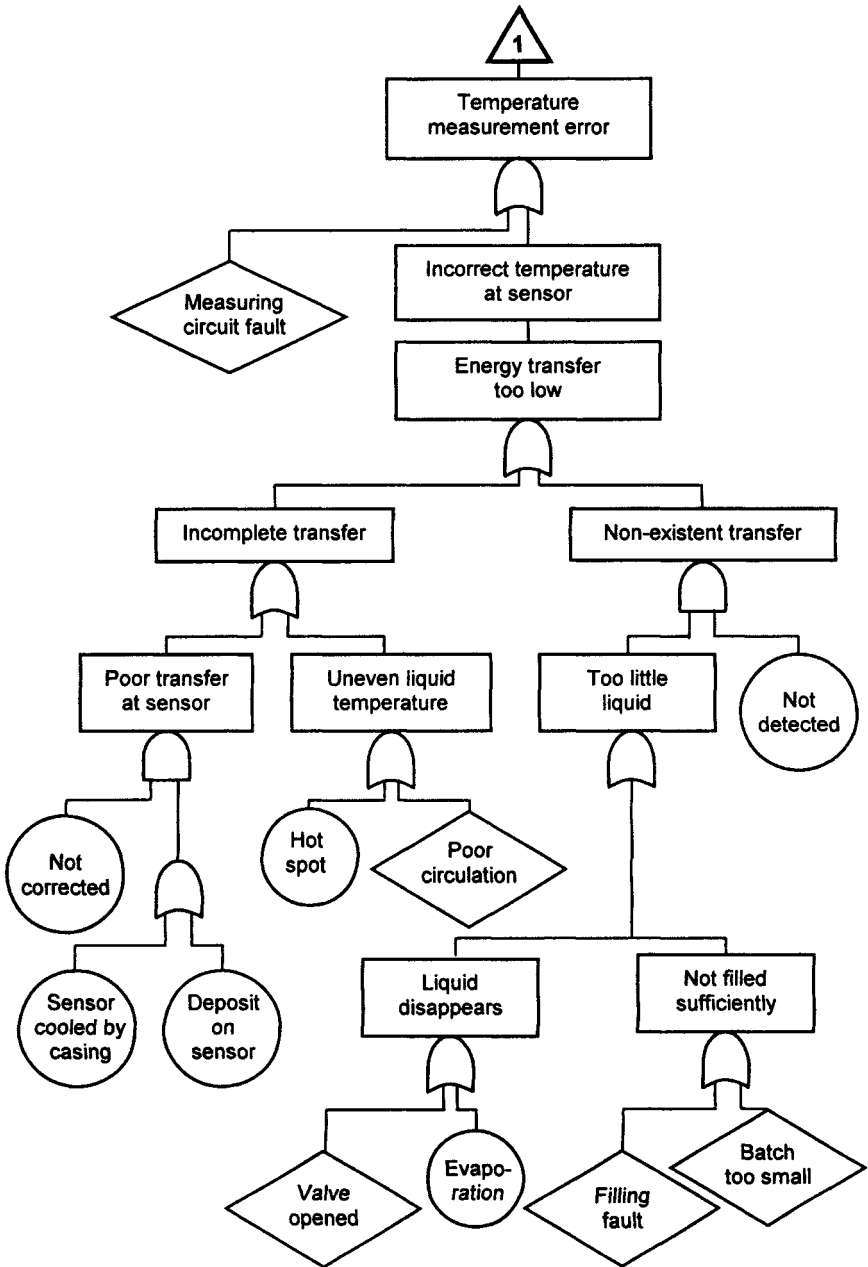 1
Temperature
measurement error
Measuring
circuit fault
Incorrect temperature
at sensor
Energy transfer
too low
Incomplete transfer
Non-existent transfer
Poor transfer
at sensor
Uneven liquid
temperature
Too little
liquid
Not
detected
Not
corrected
Hot
spot
Poor
circulation
Sensor
cooled by
casing
Deposit
on
sensor
Liquid
disappears
Not filled
sufficiently
Valve
opened
Evapo-
ration
Filling
fault
Batch
too small